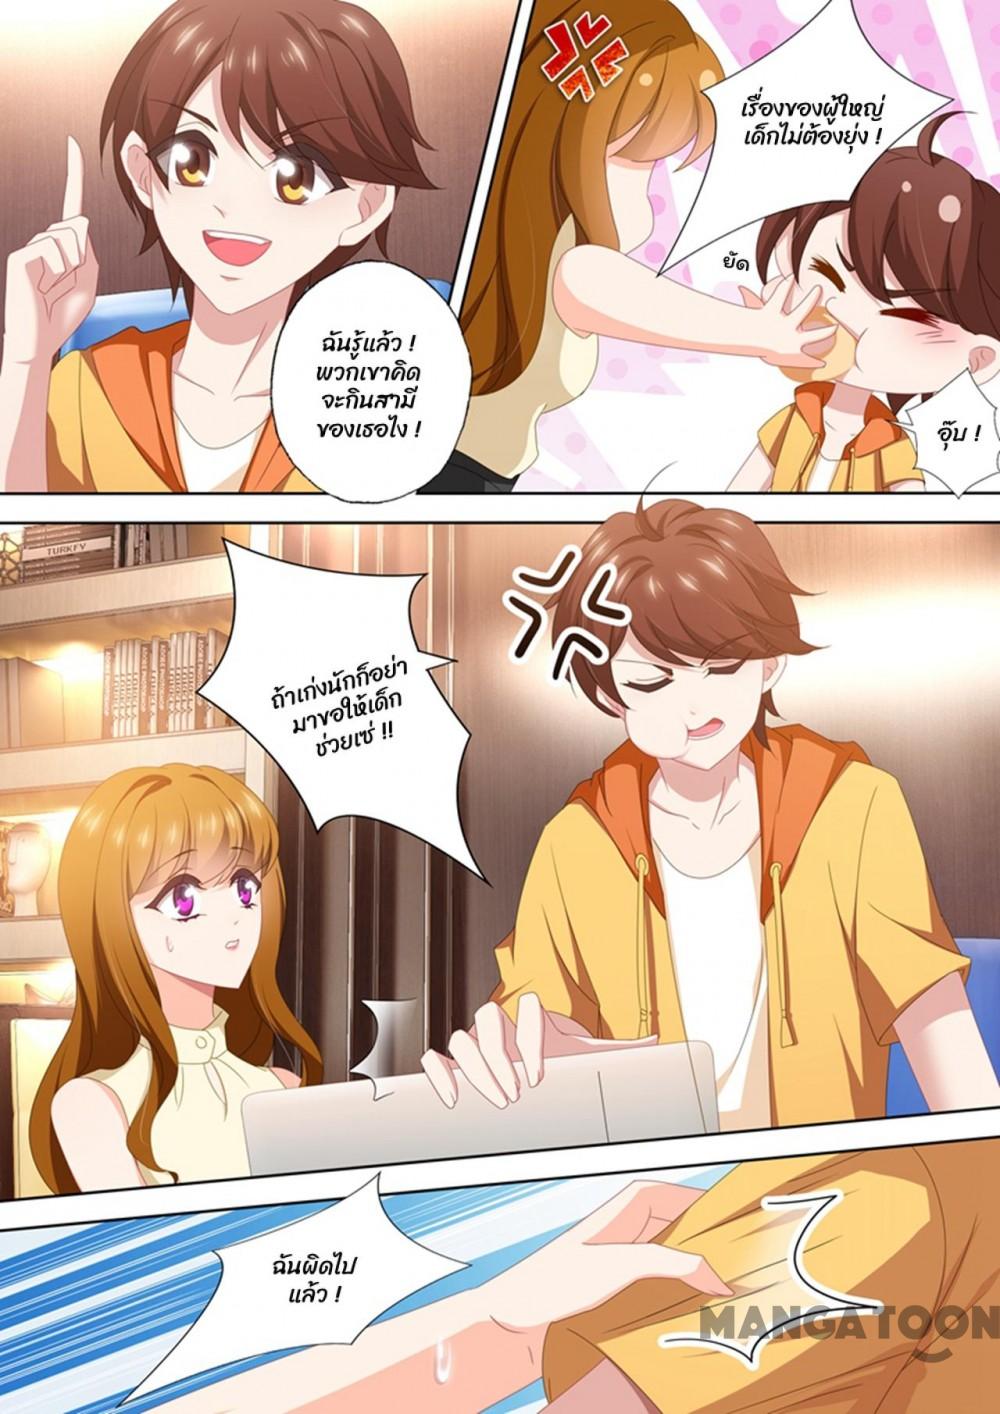 ฉันรู้แล้ว !
พวกเขาคิด
จะกินสามี
ของเธอไง !
เรื่องของผู้ใหญ่
เด็กไม่ต้องยุ่ง !
ยัด
อุ๊บ !
TURKEY
ถ้าเก่งนักก็อย่า
มาขอให้เด็ก
ช่วยเซ่ !!
ฉันผิดไป
แล้ว !
MANGATOON